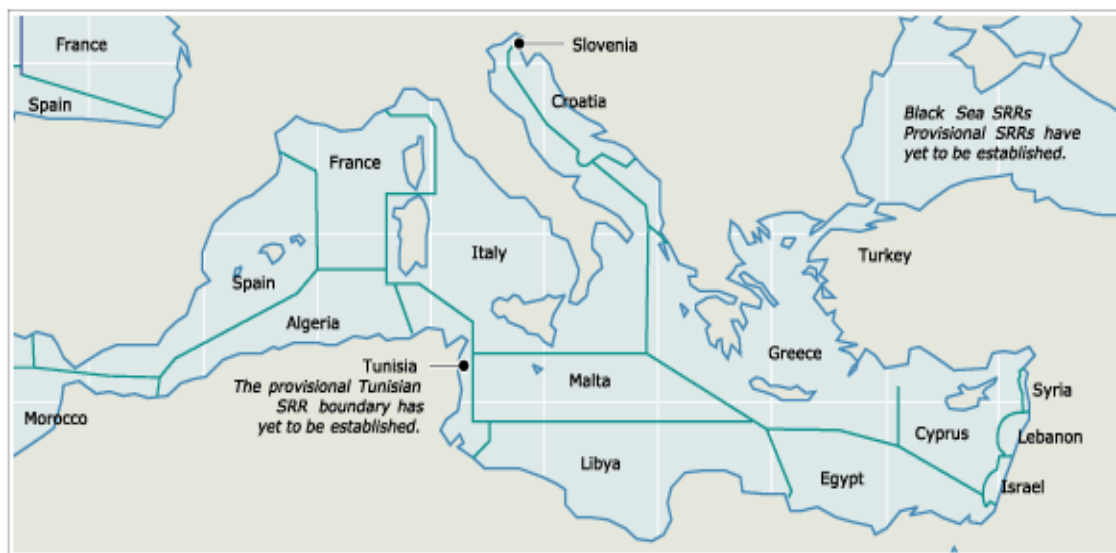 France
Slovenia
Spain
Croatia
Black Sea SRRs
Provisional SRRs have
yet to be established.
France
Italy
Turkey
Spain
Algeria
Greece
Tunisia
The provisional Tunisian
SRR boundary has
yet to be established.
Malta
Syria
Morocco
Cyprus
Lebanon
Libya
Egypt
Israel